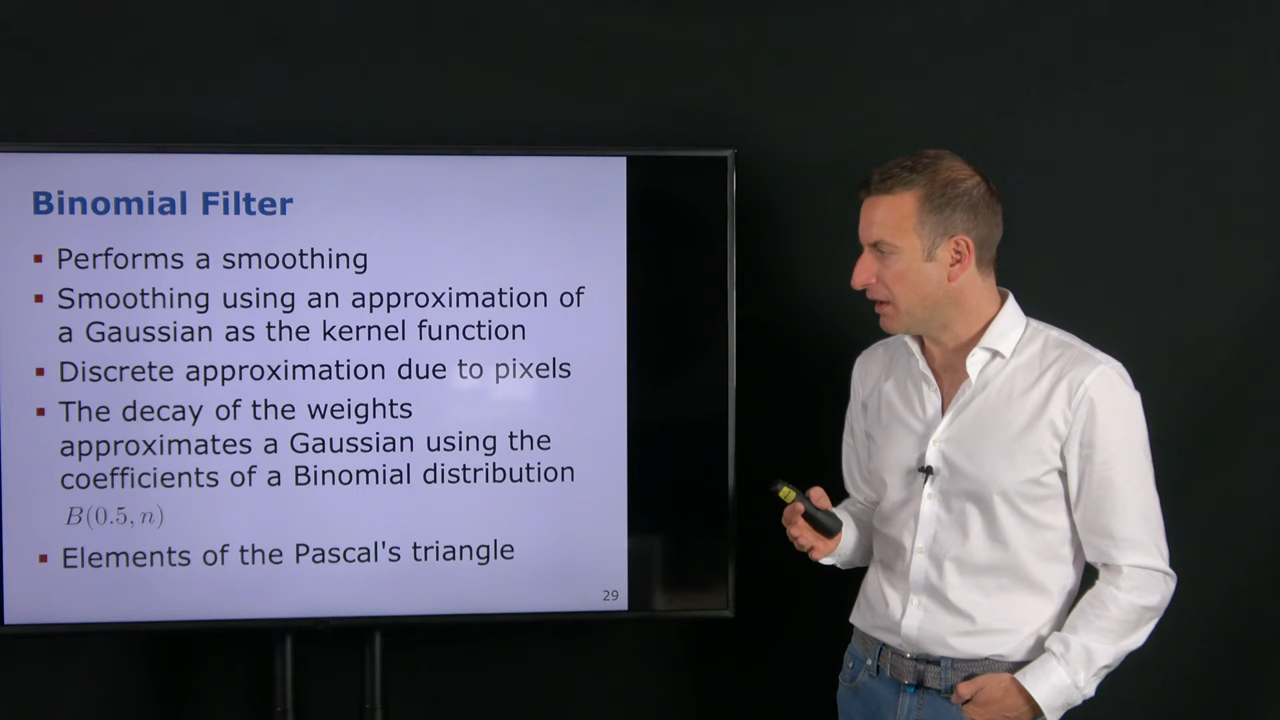 Binomial Filter
▪ Performs a smoothing
▪ Smoothing using an approximation of
a Gaussian as the kernel function
▪ Discrete approximation due to pixels
▪ The decay of the weights
approximates a Gaussian using the
coefficients of a Binomial distribution
B(0.5, n)
▪ Elements of the Pascal's triangle
29